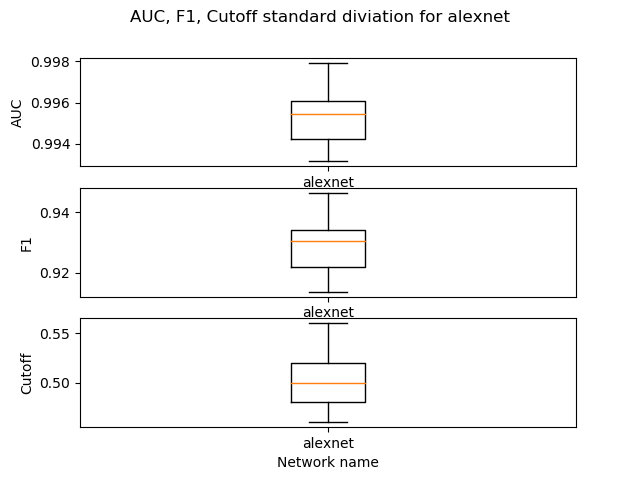 AUC, F1, Cutoff standard diviation for alexnet
0.998
0.996
0.994
AUC
alexnet
0.94
0.92
F1
alexnet
0.55
0.50
Cutoff
alexnet
Network name